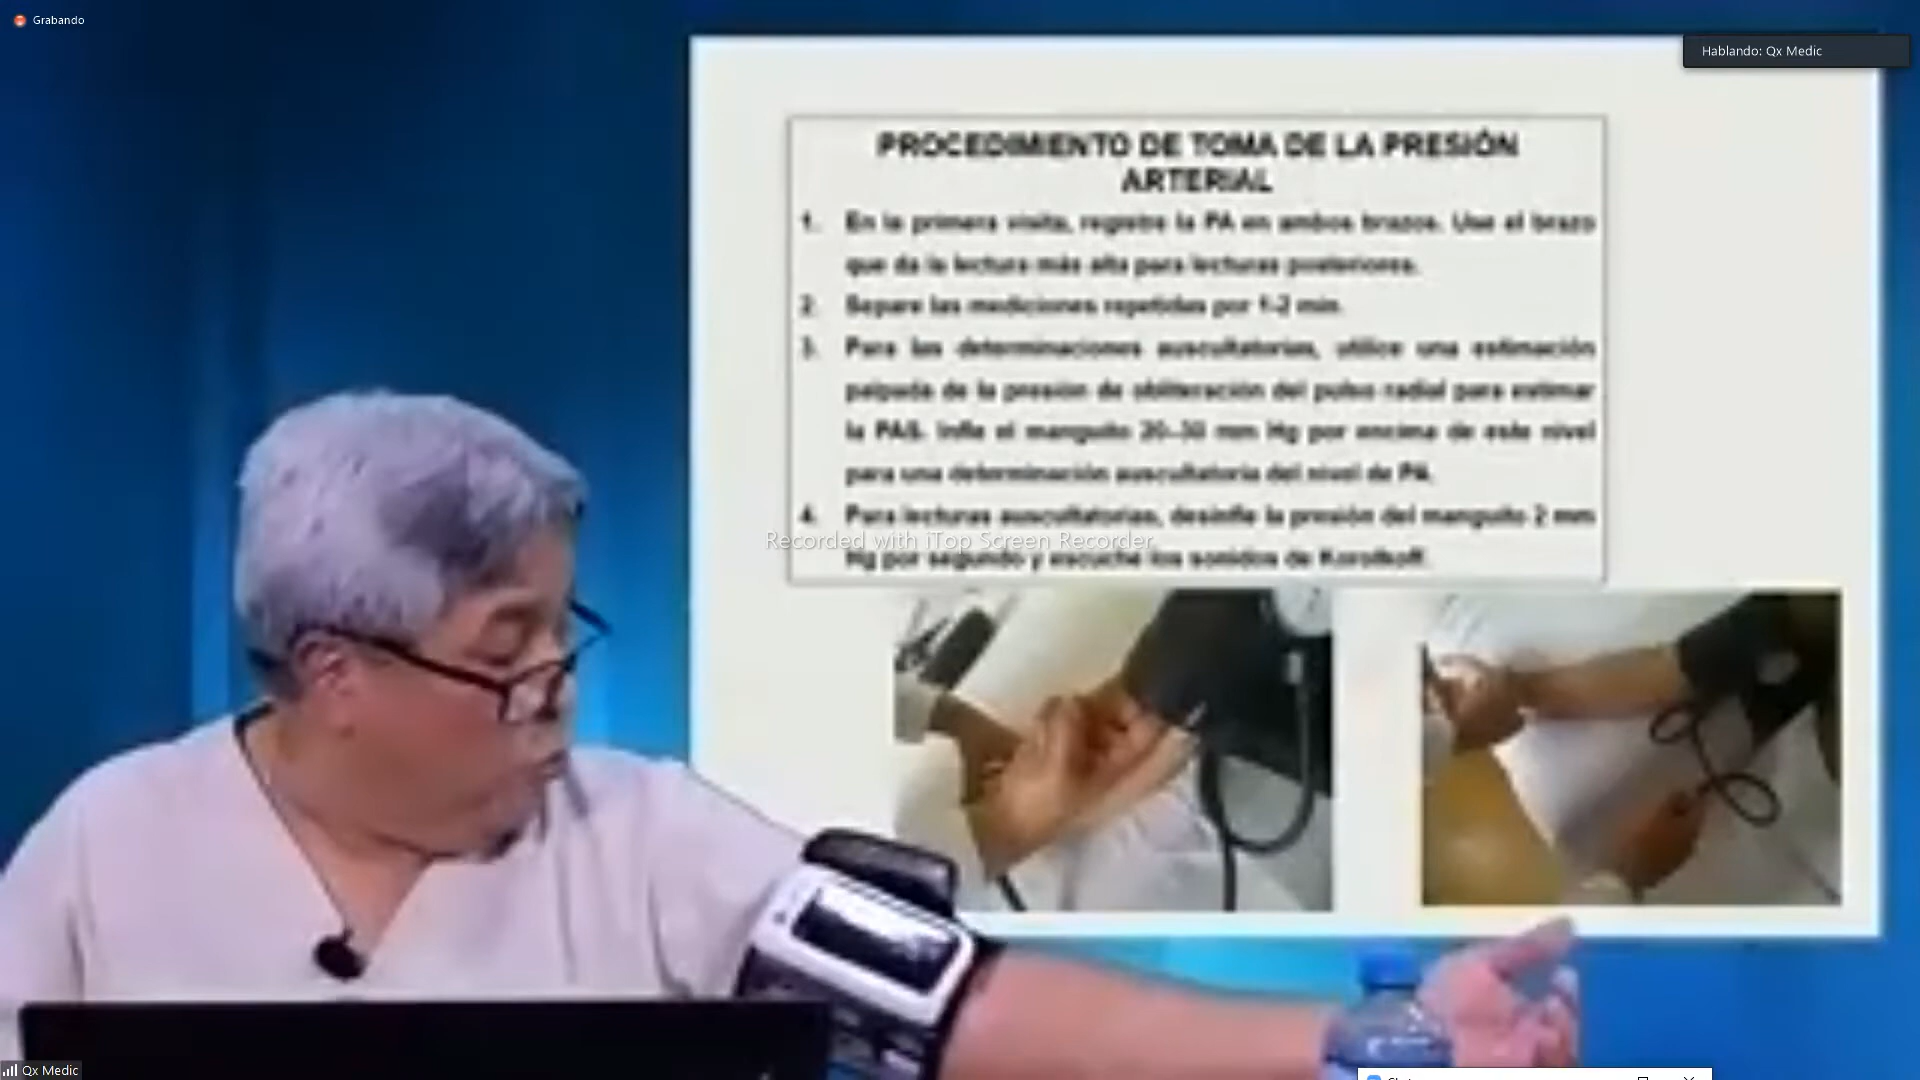 Grabando
Hablando: Qx Medic
PROCEDIMIENTO DE TOMA DE LA PRESIÓN
ARTERIAL
1. En la primera visita, registre la PA en ambos brazos. Use el brazo
que da la lectura más alta para lecturas posteriores.
2. Separe las mediciones repetidas por 1-2 min.
3. Para las determinaciones auscultatorias, utilice una estimación
palpada de la presión de obliteración del pulso radial para estimar
la PAS. Infle el manguito 20-30 mm Hg por encima de este nivel
para una determinación auscultatoria del nivel de PA.
4. Para lecturas auscultatorias, desinfle la presión del manguito 2 mm
Recorded with iTop Screen Recorder
Hg por segundo y escuche los sonidos de Korotkoff.
Qx Medic